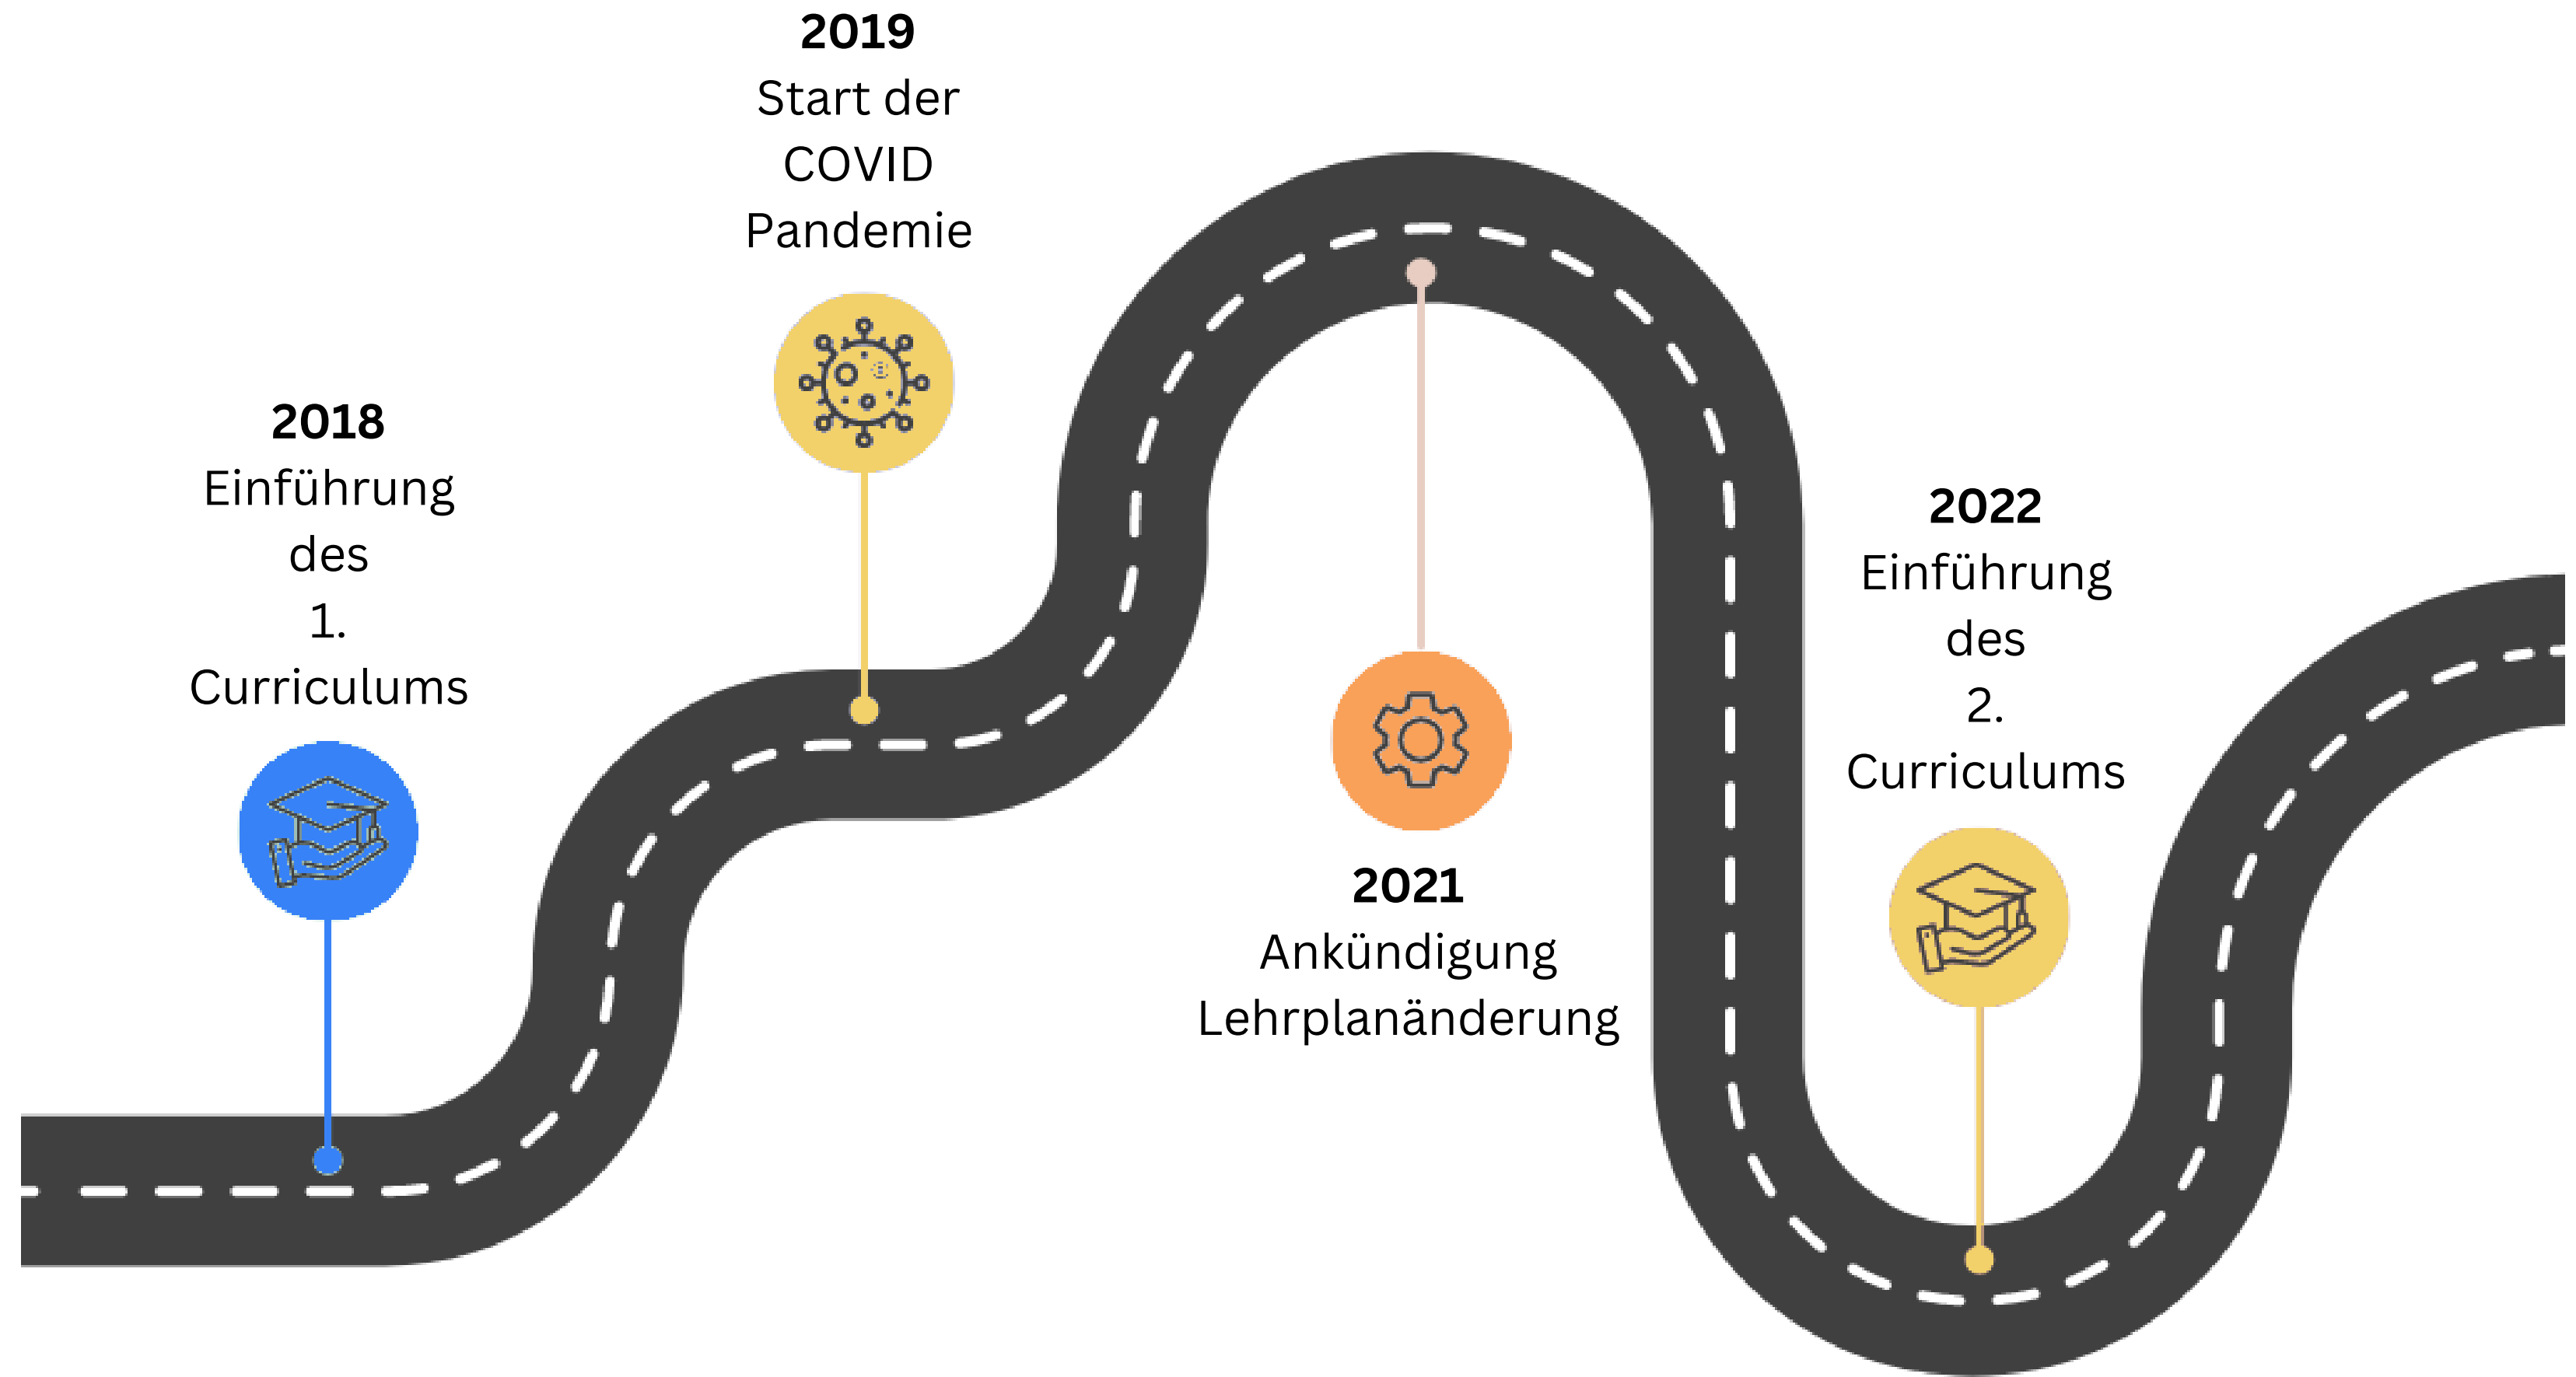 2018
Einführung
des
1.
Curriculums
2019
Start der
COVID
Pandemie
2021
Ankündigung
Lehrplanänderung
2022
Einführung
des
2.
Curriculums